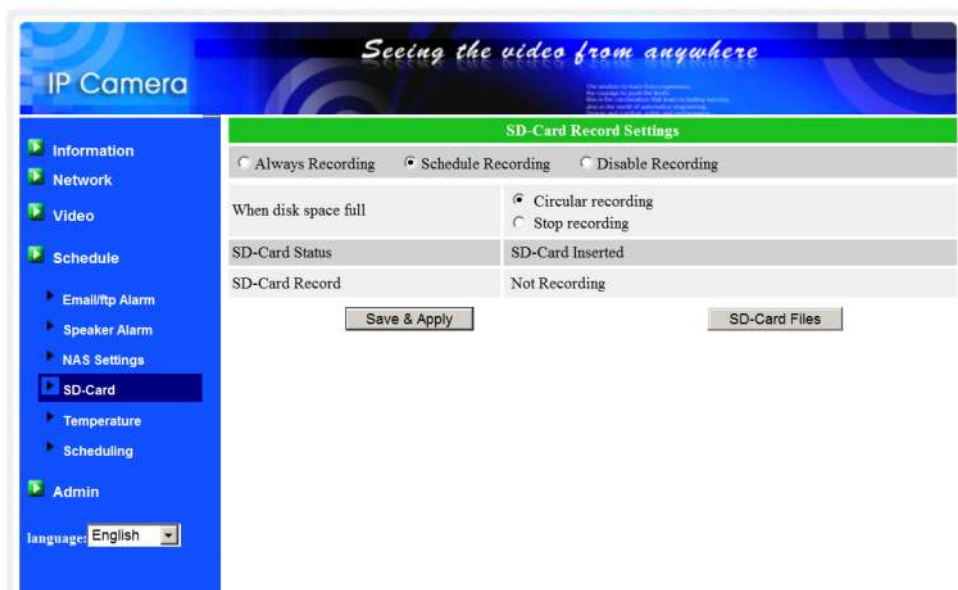 Seeing the video from anywhere
IP Camera
Information
Network
Video
Schedule
Email/ftp Alarm
Speaker Alarm
NAS Settings
SD-Card
Temperature
Scheduling
Admin
language: English
SD-Card Record Settings
Always Recording Schedule Recording Disable Recording
When disk space full
Circular recording
Stop recording
SD-Card Status SD-Card Inserted
SD-Card Record Not Recording
Save & Apply SD-Card Files